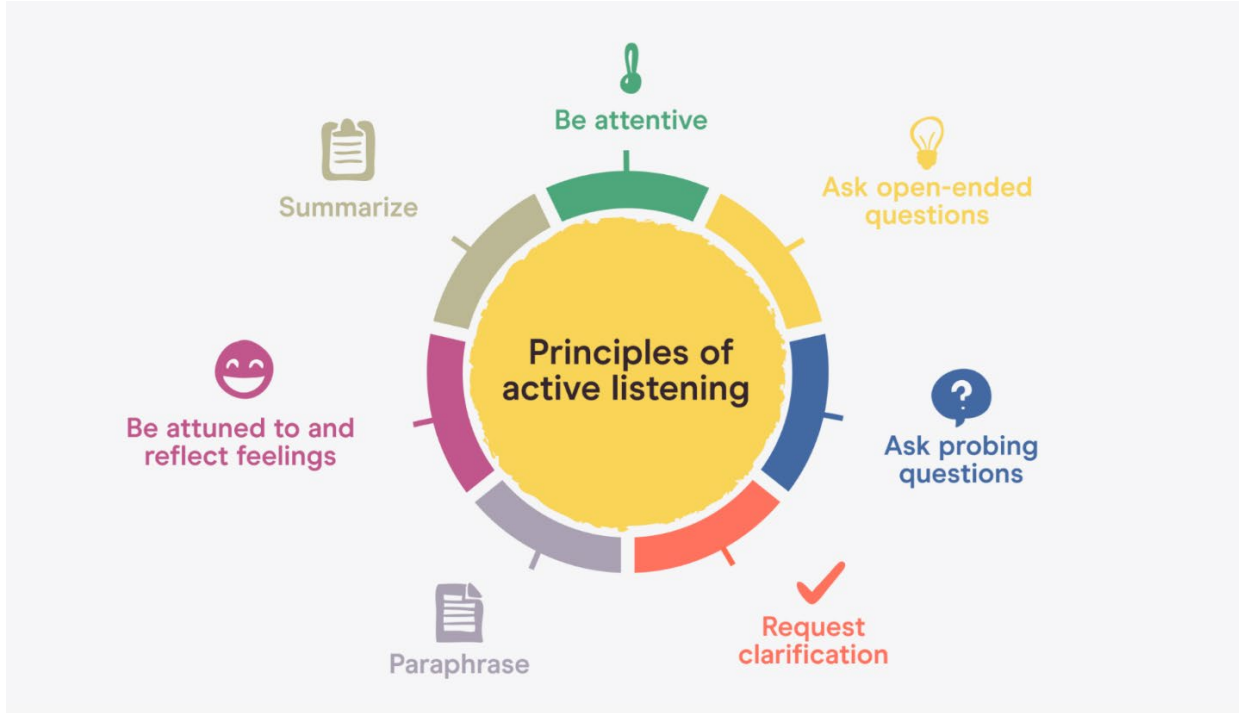 Be attentive
Ask open-ended
questions
Ask probing
questions
Request
clarification
Paraphrase
Be attuned to and
reflect feelings
Summarize
Principles of
active listening